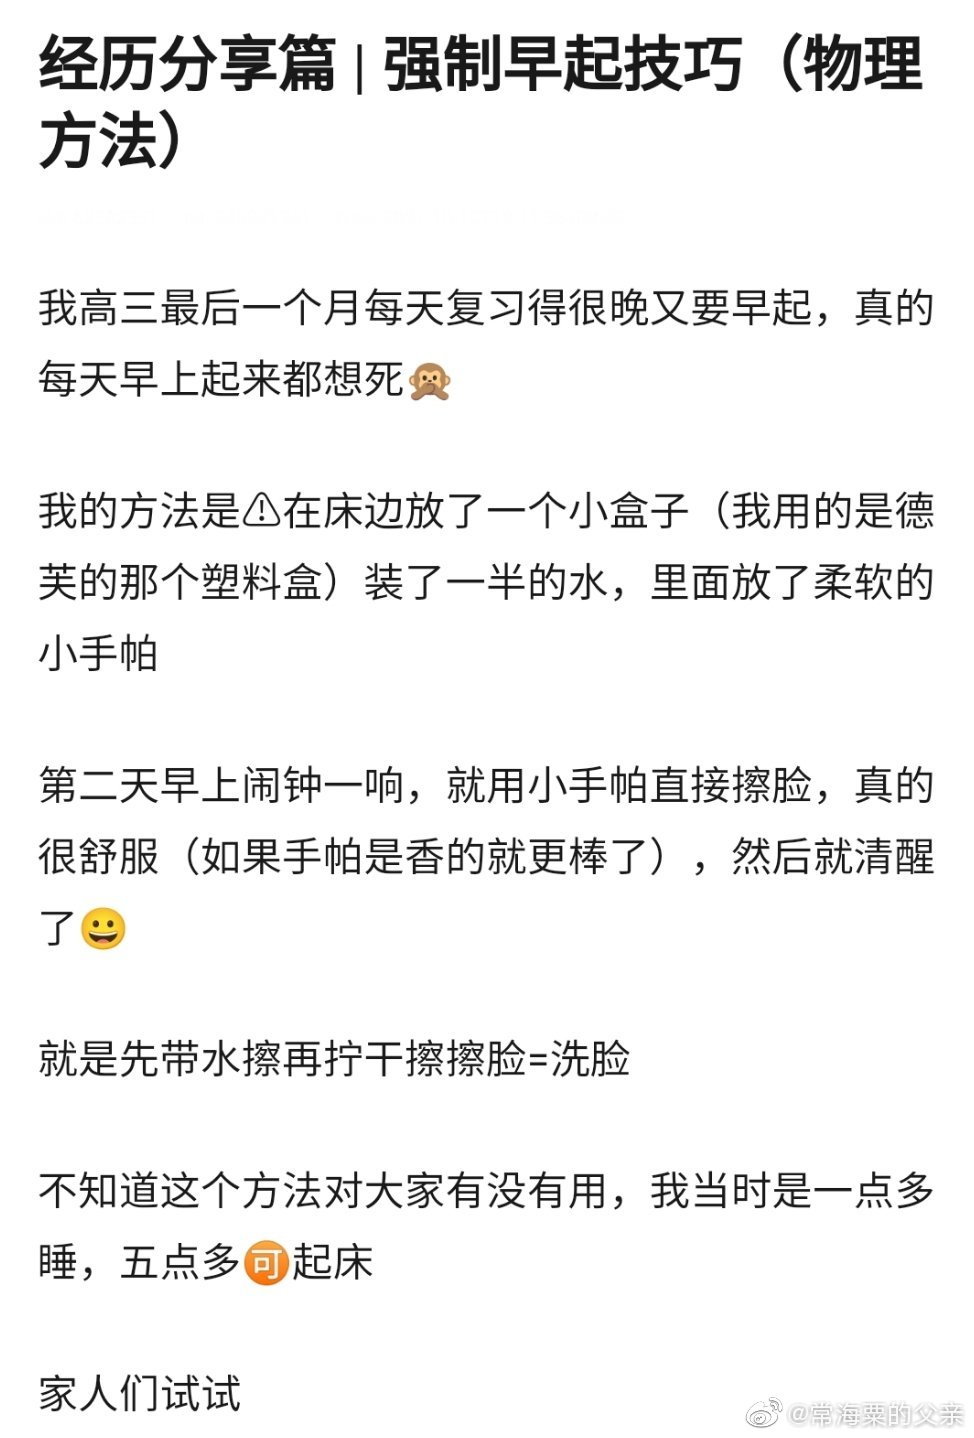 经历分享篇 | 强制早起技巧（物理
方法）
我高三最后一个月每天复习得很晚又要早起，真的
每天早上起来都想死🙊
我的方法是⚠在床边放了一个小盒子（我用的是德
芙的那个塑料盒）装了一半的水，里面放了柔软的
小手帕
第二天早上闹钟一响，就用小手帕直接擦脸，真的
很舒服（如果手帕是香的就更棒了），然后就清醒
了😀
就是先带水擦再拧干擦擦脸=洗脸
不知道这个方法对大家有没有用，我当时是一点多
睡，五点多🉑起床
家人们试试
@常海粟的父亲